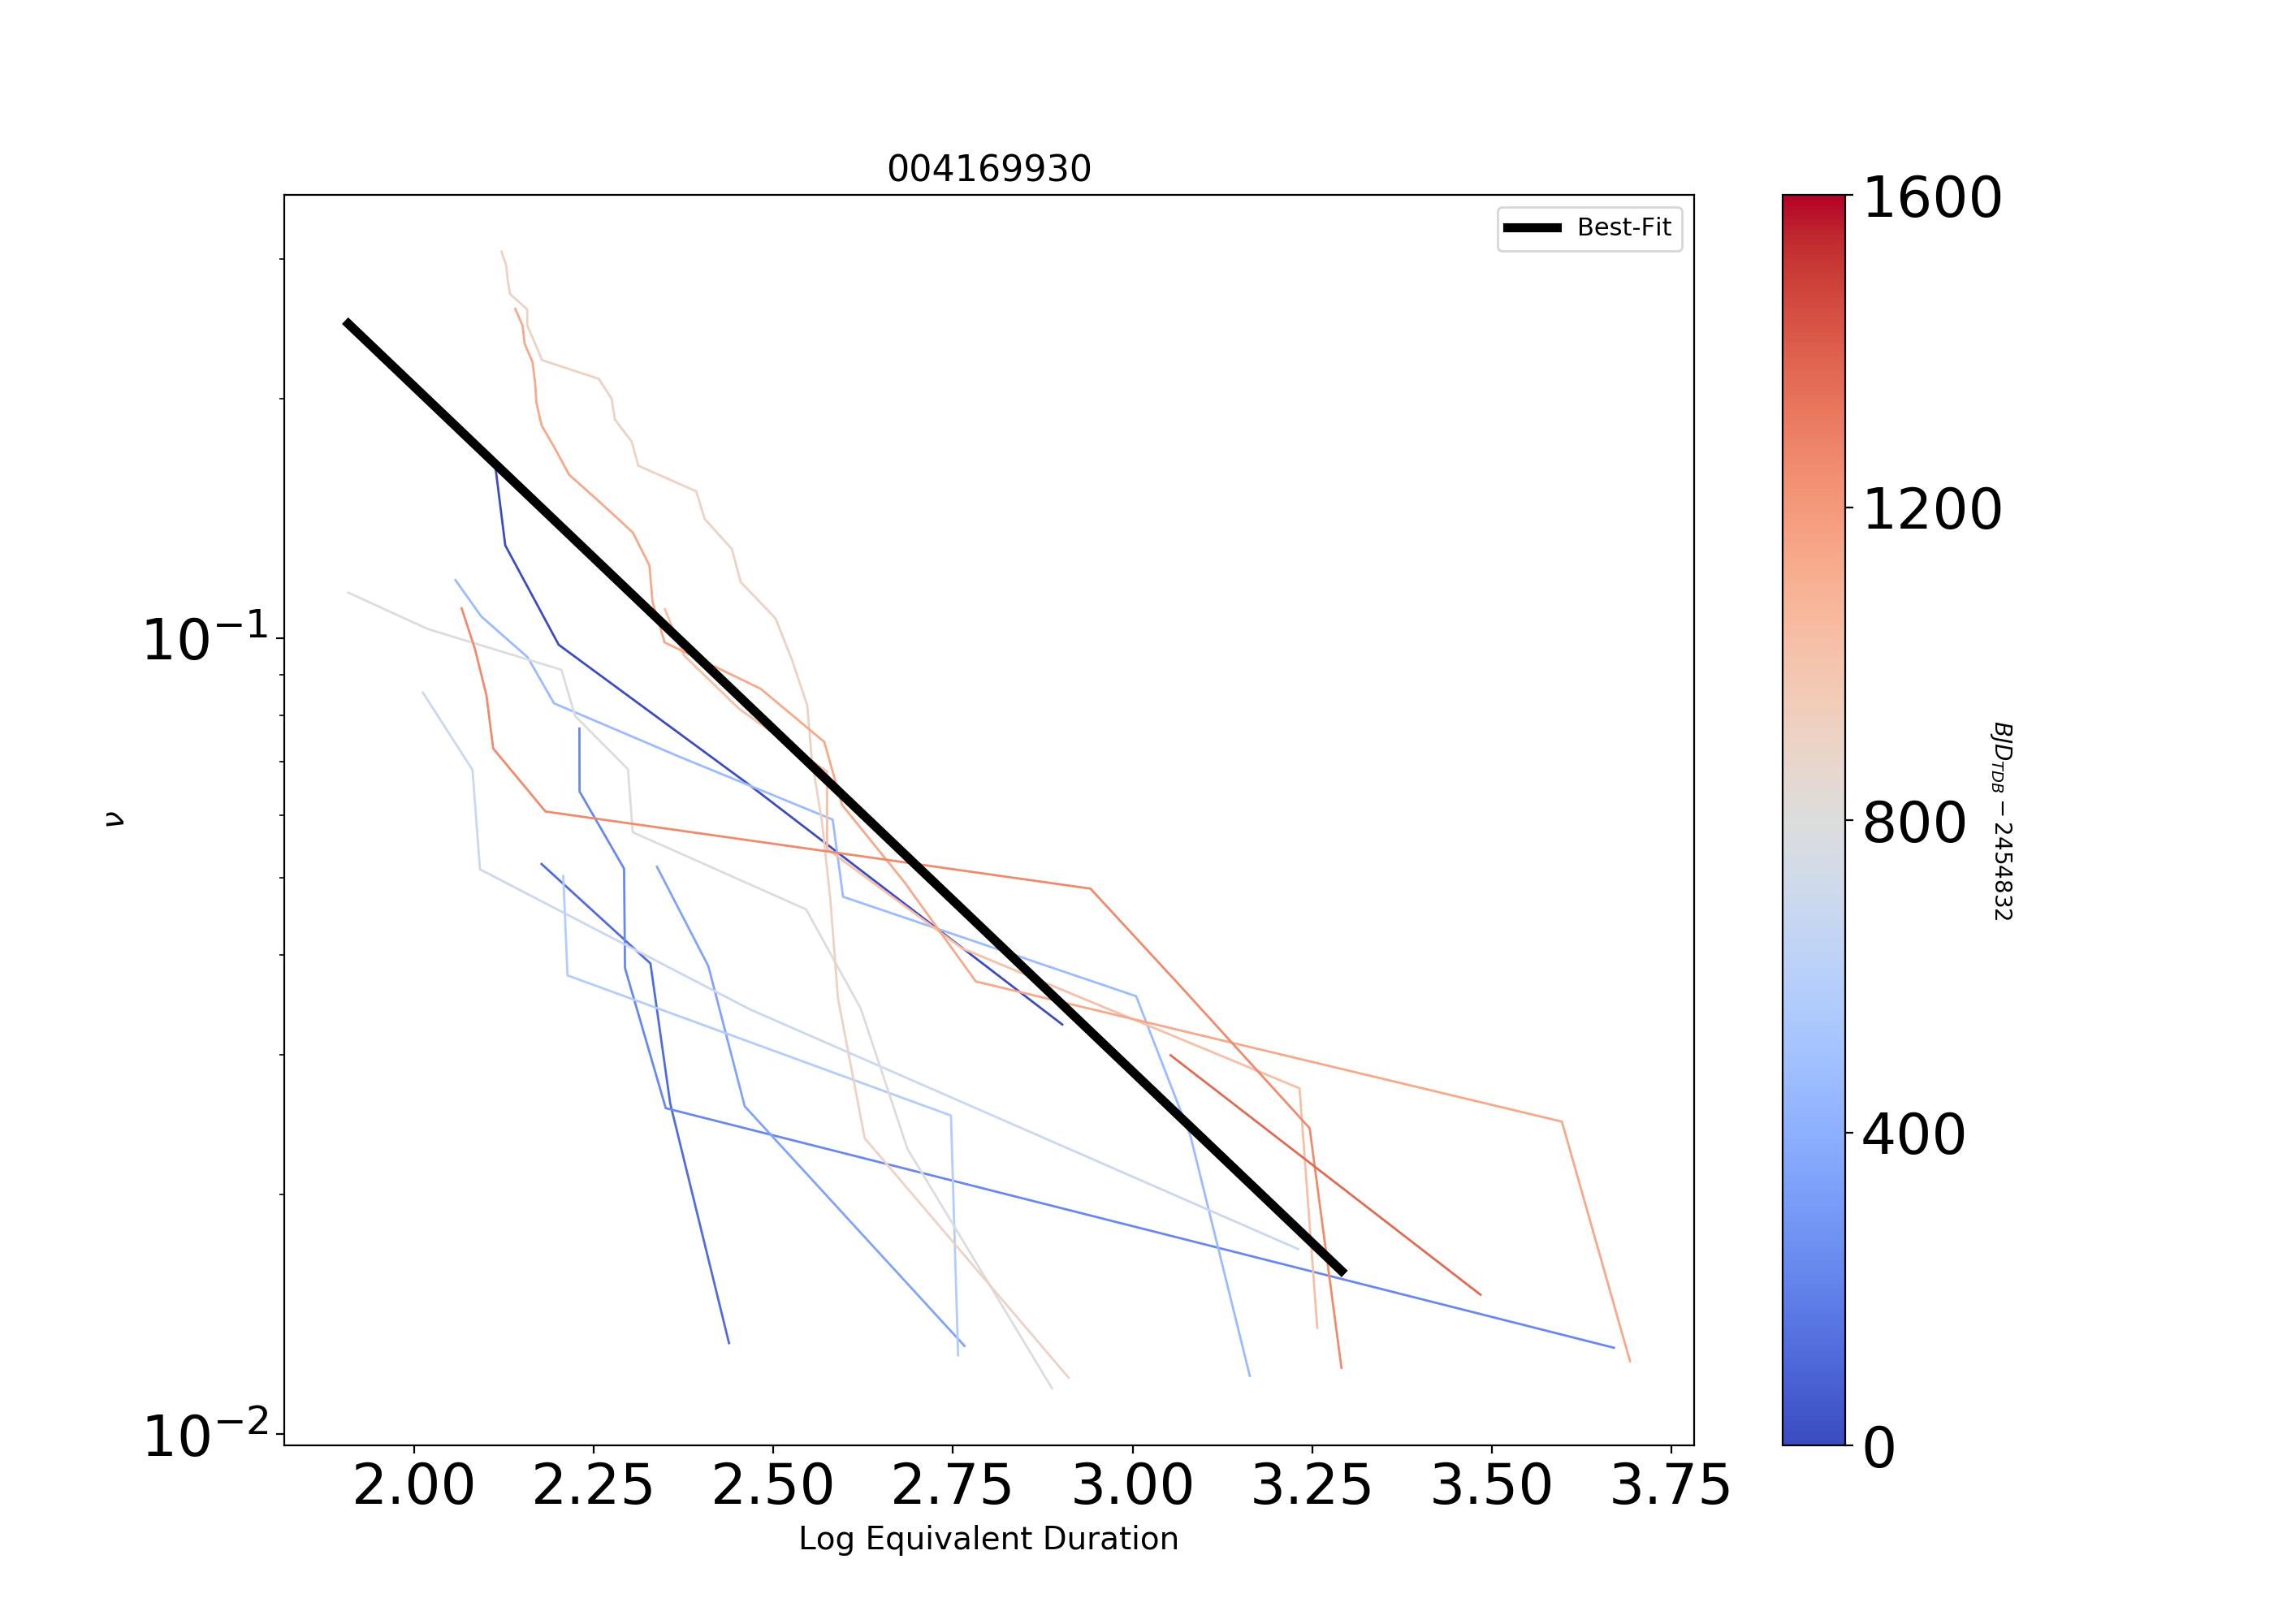 004169930
Best-Fit
ν
10⁻¹
10⁻²
2.00 2.25 2.50 2.75 3.00 3.25 3.50 3.75
Log Equivalent Duration
1600
1200
800
400
0
BJD_TDB − 2454832